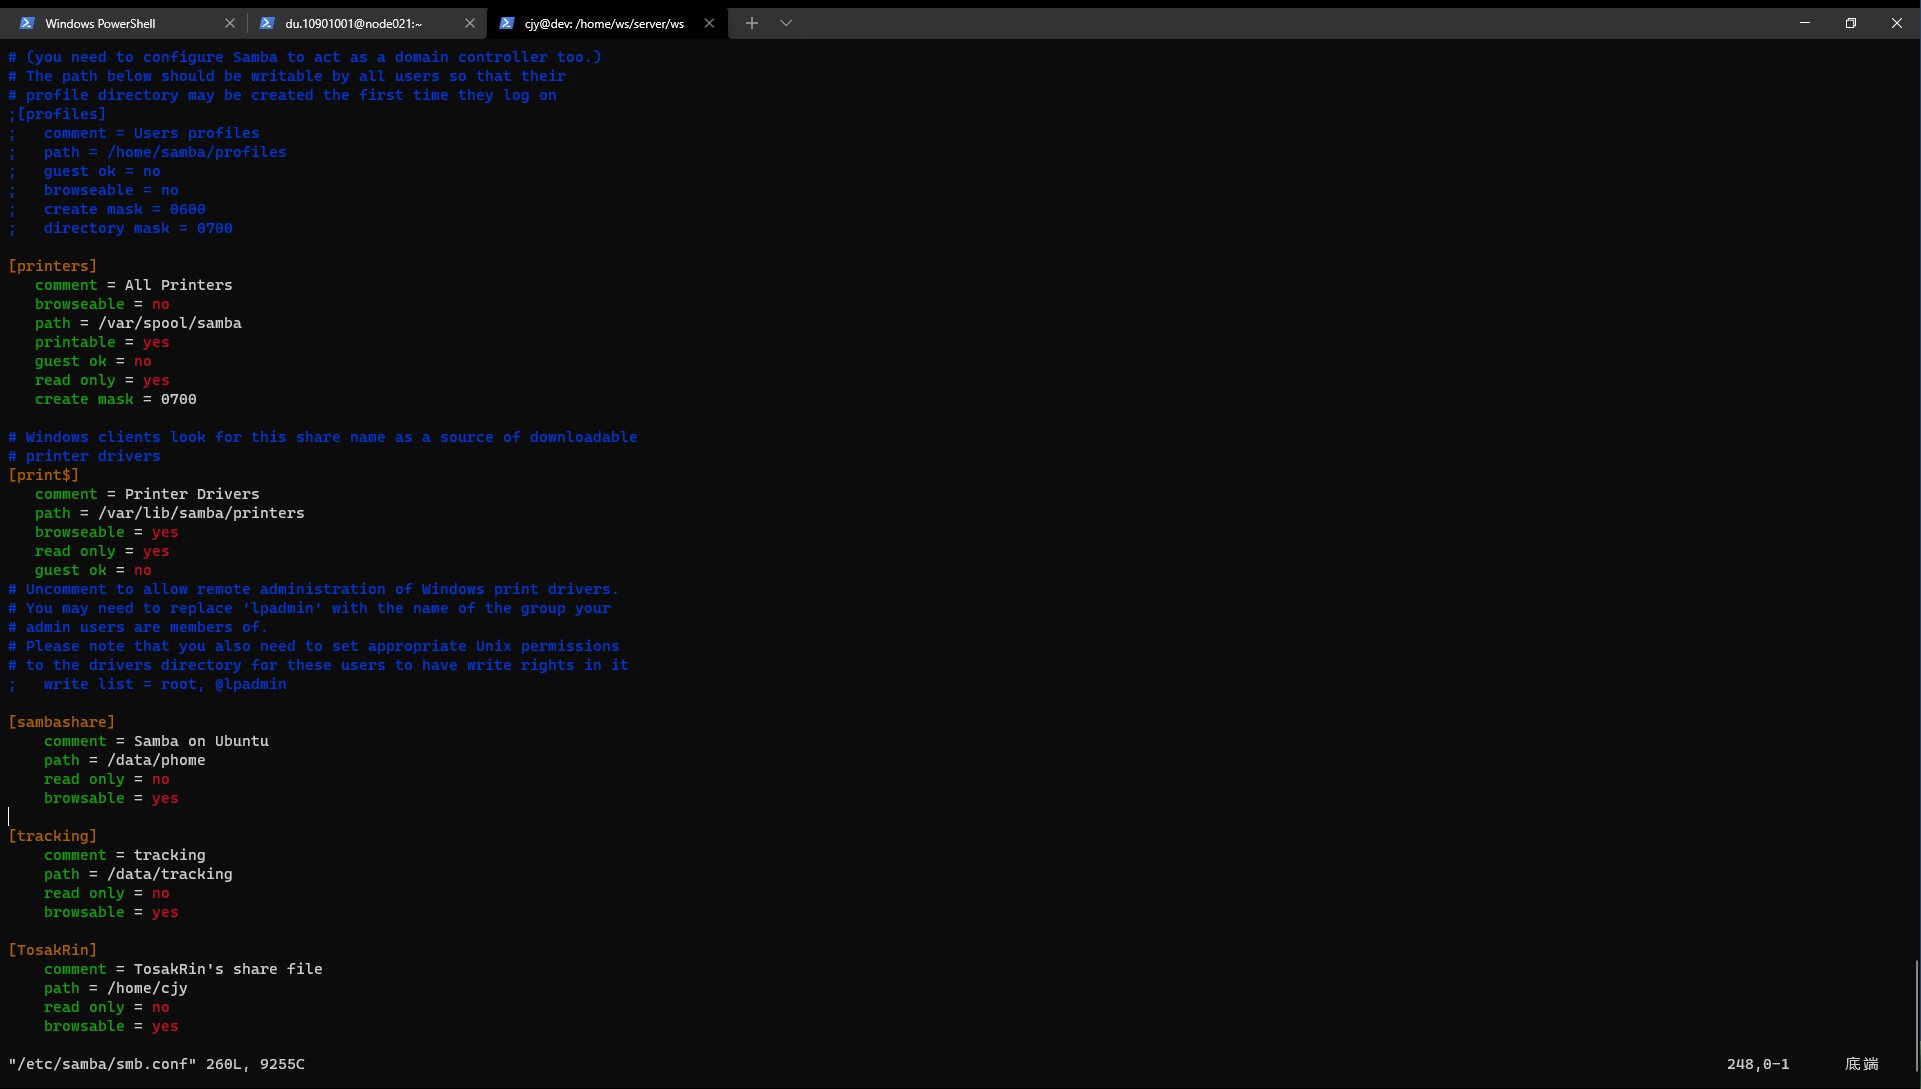 Windows PowerShell
du.10901001@node021:~
cjy@dev: /home/ws/server/ws
# (you need to configure Samba to act as a domain controller too.)
# The path below should be writable by all users so that their
# profile directory may be created the first time they log on
;[profiles]
;   comment = Users profiles
;   path = /home/samba/profiles
;   guest ok = no
;   browseable = no
;   create mask = 0600
;   directory mask = 0700
[printers]
   comment = All Printers
   browseable = no
   path = /var/spool/samba
   printable = yes
   guest ok = no
   read only = yes
   create mask = 0700
# Windows clients look for this share name as a source of downloadable
# printer drivers
[print$]
   comment = Printer Drivers
   path = /var/lib/samba/printers
   browseable = yes
   read only = yes
   guest ok = no
# Uncomment to allow remote administration of Windows print drivers.
# You may need to replace 'lpadmin' with the name of the group your
# admin users are members of.
# Please note that you also need to set appropriate Unix permissions
# to the drivers directory for these users to have write rights in it
;   write list = root, @lpadmin
[sambashare]
    comment = Samba on Ubuntu
    path = /data/phome
    read only = no
    browsable = yes
[tracking]
    comment = tracking
    path = /data/tracking
    read only = no
    browsable = yes
[TosakRin]
    comment = TosakRin's share file
    path = /home/cjy
    read only = no
    browsable = yes
"/etc/samba/smb.conf" 260L, 9255C
248,0-1
底端